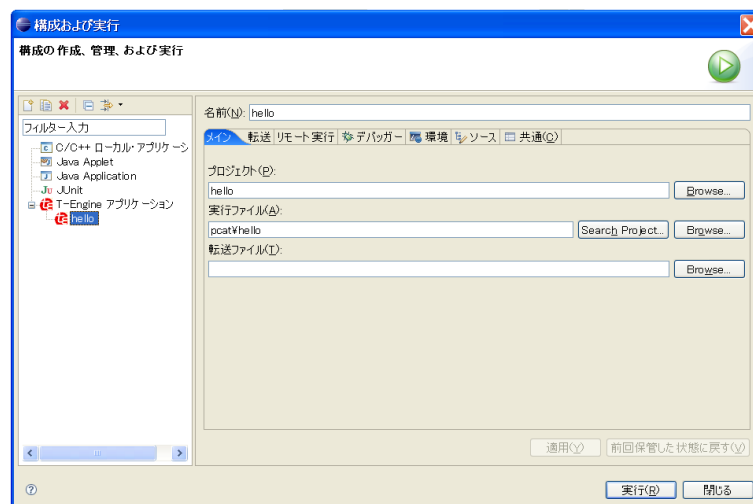 構成および実行
構成の作成、管理、および実行
名前(N): hello
フィルター入力
メイン 転送 リモート実行 デバッガー 環境 ソース 共通(C)
C/C++ ローカル・アプリケーシ
Java Applet
Java Application
Ju JUnit
T-Engine アプリケーション
hello
プロジェクト(P):
hello Browse...
実行ファイル(A):
pcat¥hello Search Project... Browse...
転送ファイル(T):
Browse...
適用(Y) 前回保管した状態に戻す(V)
実行(R) 閉じる